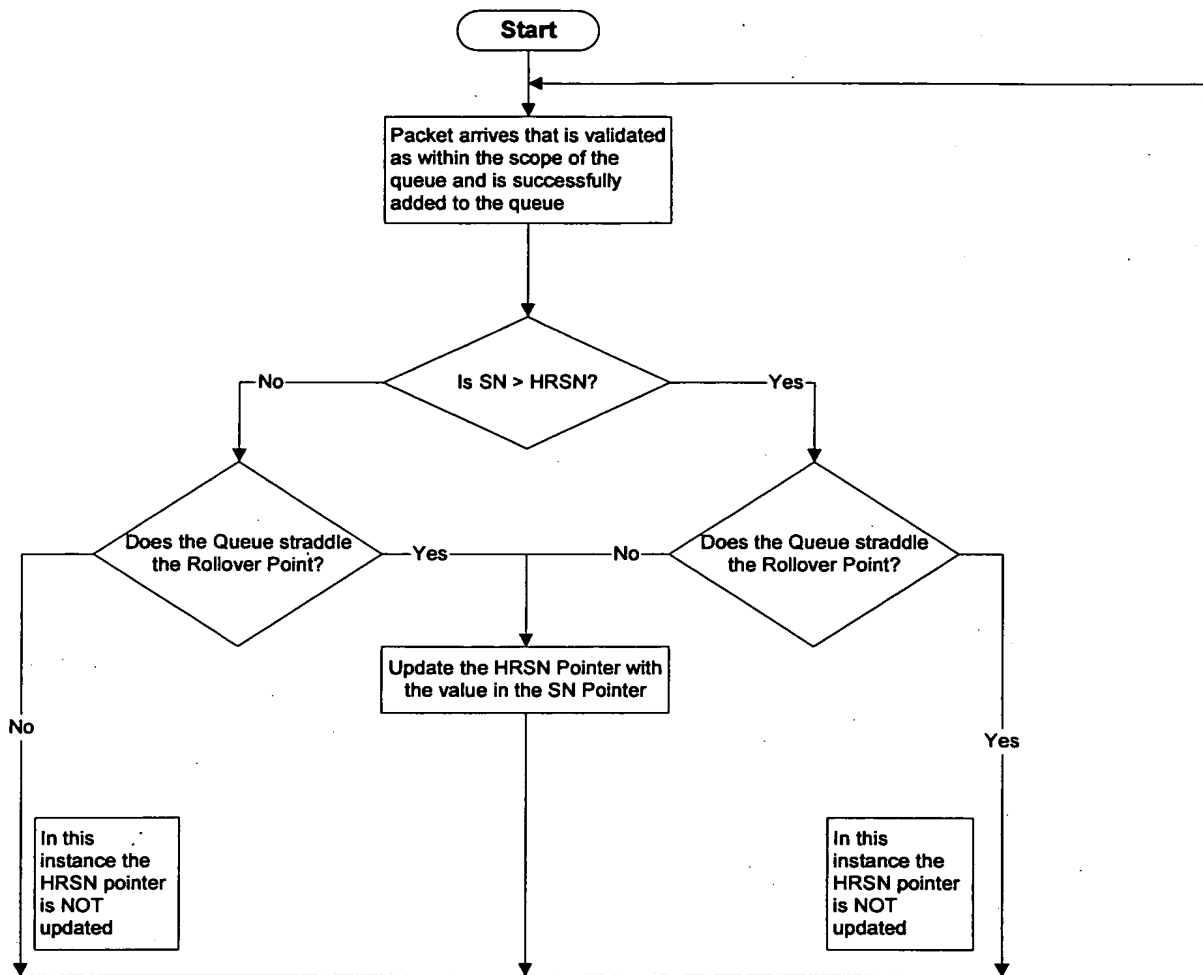 Start
Packet arrives that is validated
as within the scope of the
queue and is successfully
added to the queue
Is SN > HRSN?
No
Yes
Does the Queue straddle
the Rollover Point?
Yes
No
Does the Queue straddle
the Rollover Point?
Update the HRSN Pointer with
the value in the SN Pointer
No
Yes
In this
instance the
HRSN pointer
is NOT
updated
In this
instance the
HRSN pointer
is NOT
updated